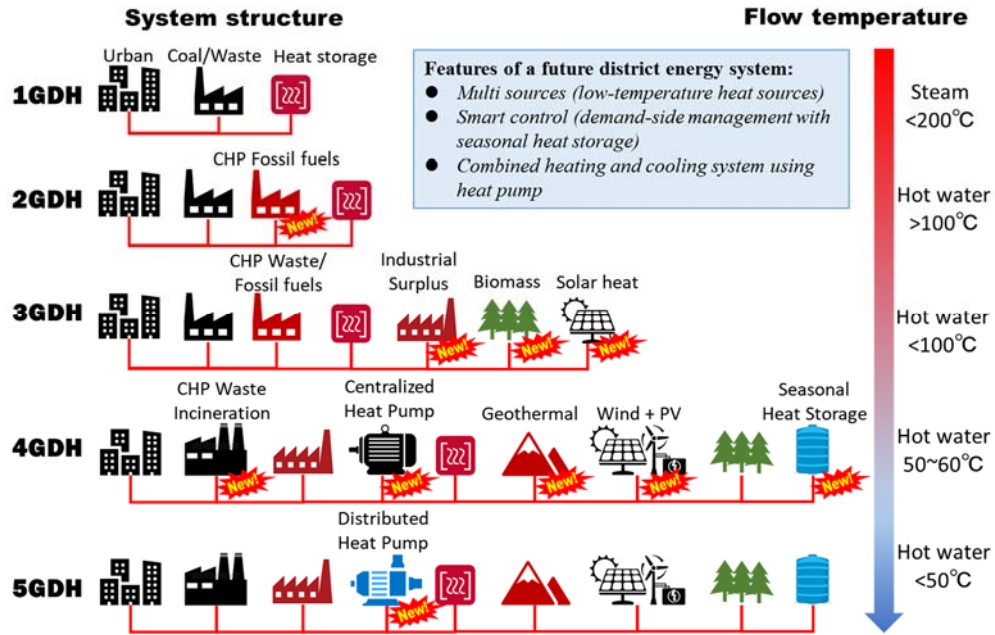 System structure
Flow temperature
Urban
Coal/Waste
Heat storage
1GDH
Features of a future district energy system:
● Multi sources (low-temperature heat sources)
● Smart control (demand-side management with
seasonal heat storage)
● Combined heating and cooling system using
heat pump
Steam
<200℃
CHP Fossil fuels
2GDH
New!
Hot water
>100℃
CHP Waste/
Fossil fuels
Industrial
Surplus
Biomass
Solar heat
3GDH
New!
New!
New!
Hot water
<100℃
CHP Waste
Incineration
Centralized
Heat Pump
Geothermal
Wind + PV
Seasonal
Heat Storage
4GDH
New!
New!
New!
New!
New!
Hot water
50~60℃
Distributed
Heat Pump
5GDH
New!
Hot water
<50℃